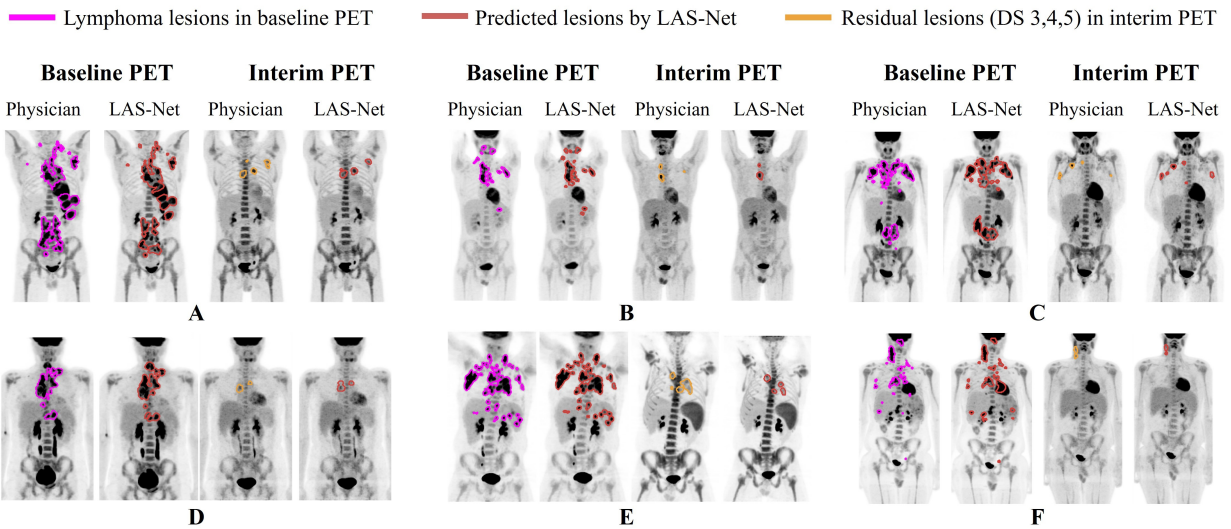 Lymphoma lesions in baseline PET Predicted lesions by LAS-Net Residual lesions (DS 3,4,5) in interim PET
Baseline PET Interim PET Baseline PET Interim PET Baseline PET Interim PET
Physician LAS-Net Physician LAS-Net Physician LAS-Net Physician LAS-Net Physician LAS-Net Physician LAS-Net
A B C
D E F